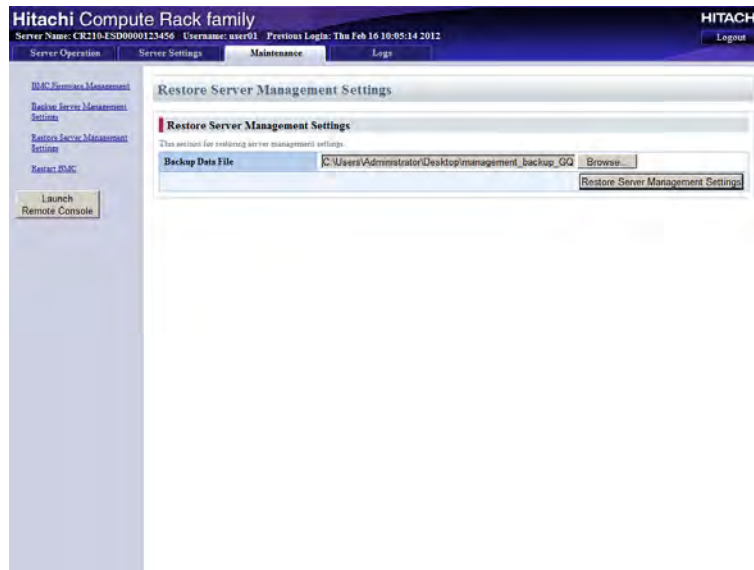 Hitachi Compute Rack family
HITACH
Server Name: CR210-ESD0000123456 Username: user01 Previous Login: Thu Feb 16 10:05:14 2012
Logout
Server Operation Server Settings Maintenance Logs
BMC Firmware Management
Backup Server Management
Settings
Restore Server Management
Settings
Restart BMC
Launch
Remote Console
Restore Server Management Settings
Restore Server Management Settings
This section for restoring server management settings.
Backup Data File C:\Users\Administrator\Desktop\management_backup_GQ Browse...
Restore Server Management Settings